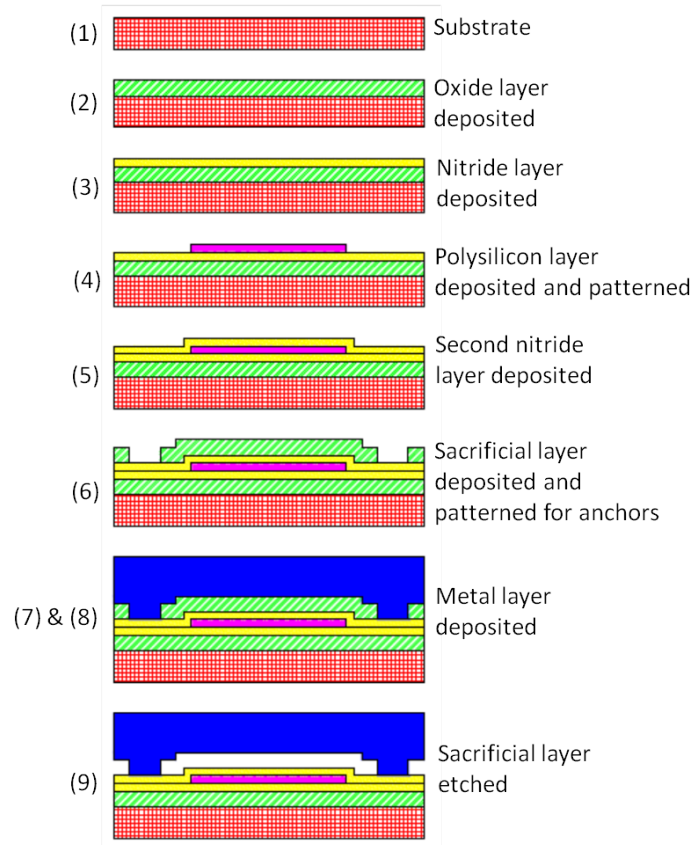 (1) Substrate
(2) Oxide layer
deposited
(3) Nitride layer
deposited
(4) Polysilicon layer
deposited and patterned
(5) Second nitride
layer deposited
(6) Sacrificial layer
deposited and
patterned for anchors
(7) & (8) Metal layer
deposited
(9) Sacrificial layer
etched